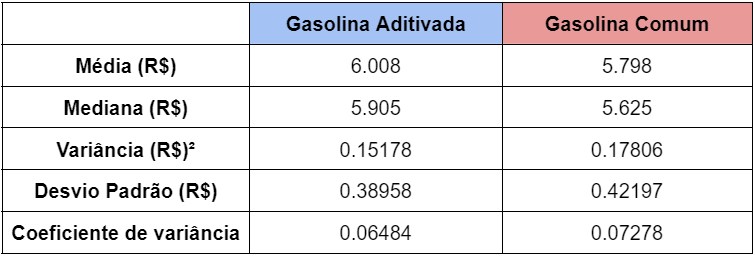 Gasolina Aditivada Gasolina Comum
Média (R$) 6.008 5.798
Mediana (R$) 5.905 5.625
Variância (R$)² 0.15178 0.17806
Desvio Padrão (R$) 0.38958 0.42197
Coeficiente de variância 0.06484 0.07278